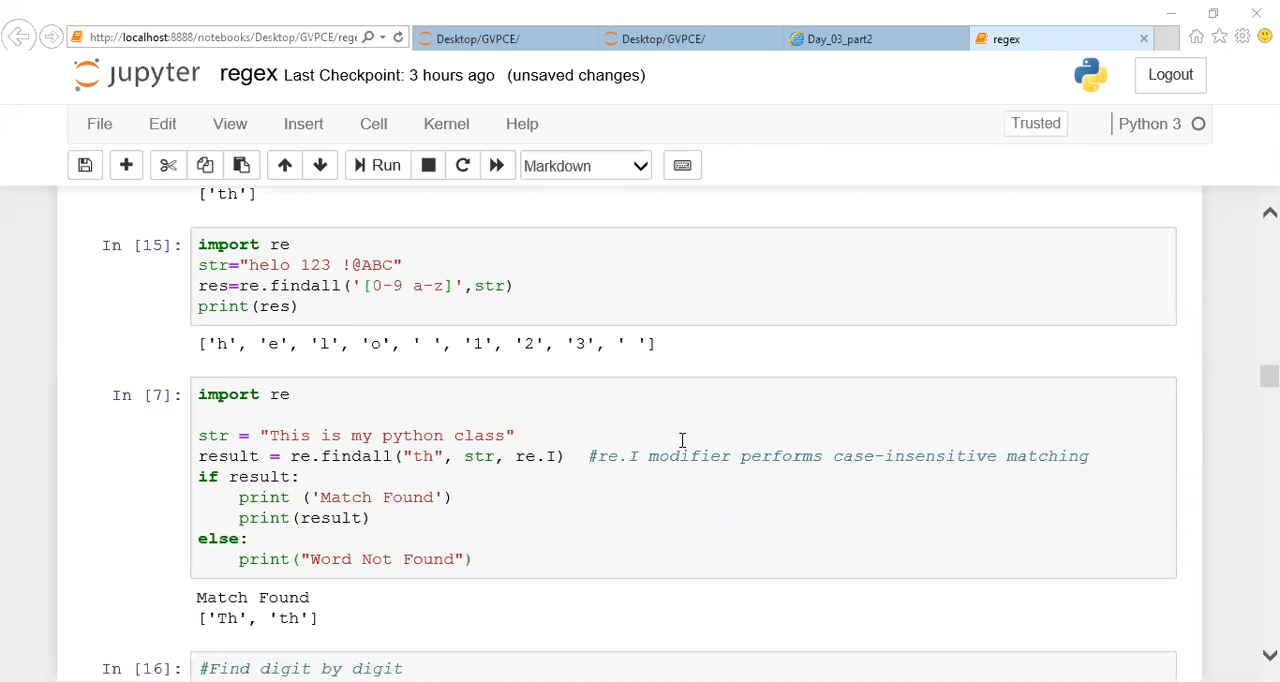 http://localhost:8888/notebooks/Desktop/GVPCE/rege
Desktop/GVPCE/
Desktop/GVPCE/
Day_03_part2
regex
jupyter regex Last Checkpoint: 3 hours ago (unsaved changes)
Logout
File Edit View Insert Cell Kernel Help
Trusted
Python 3
Run
Markdown
['th']
In [15]:
import re
str="helo 123 !@ABC"
res=re.findall('[0-9 a-z]',str)
print(res)
['h', 'e', 'l', 'o', ' ', '1', '2', '3', ' ']
In [7]:
import re
str = "This is my python class"
result = re.findall("th", str, re.I) #re.I modifier performs case-insensitive matching
if result:
    print ('Match Found')
    print(result)
else:
    print("Word Not Found")
Match Found
['Th', 'th']
In [16]:
#Find digit by digit